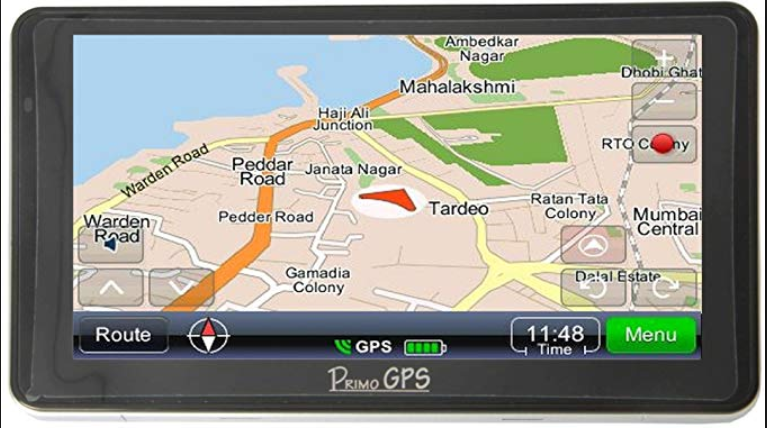 Ambedkar
Nagar
Mahalakshmi
Dhobi Ghat
Haji Ali
Junction
RTO Colony
Warden Road
Peddar
Road
Janata Nagar
Warden
Road
Pedder Road
Tardeo
Ratan Tata
Colony
Mumbai
Central
Gamadia
Colony
Dalal Estate
Route
GPS
11:48
Time
Menu
PRIMO GPS